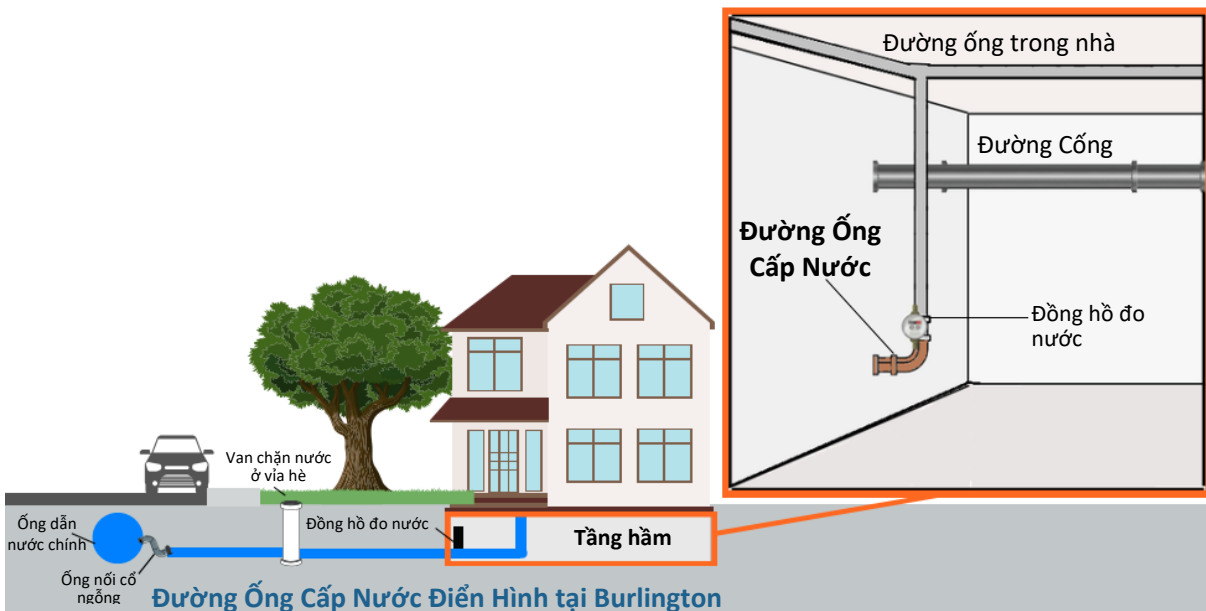 Đường ống trong nhà
Đường Cống
Đường Ống
Cấp Nước
Đồng hồ đo
nước
Van chặn nước
ở vỉa hè
Ống dẫn
nước chính
Đồng hồ đo nước
Tầng hầm
Ống nối cổ
ngỗng
Đường Ống Cấp Nước Điển Hình tại Burlington